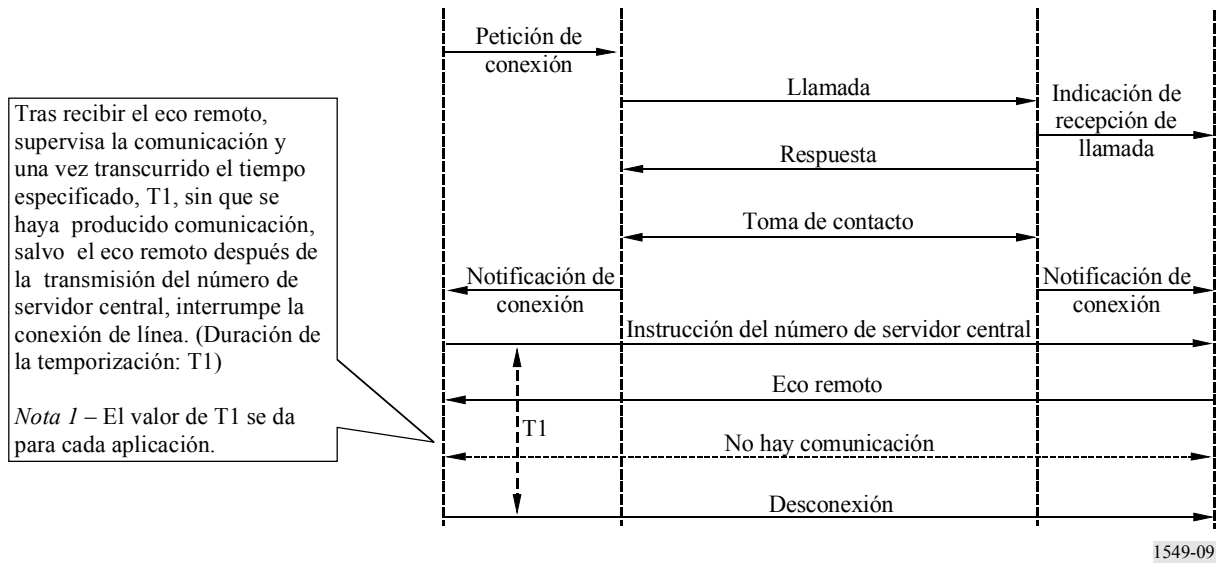 Petición de
conexión
Llamada
Indicación de
recepción de
llamada
Respuesta
Toma de contacto
Notificación de
conexión
Notificación de
conexión
Instrucción del número de servidor central
Eco remoto
T1
No hay comunicación
Desconexión
Tras recibir el eco remoto,
supervisa la comunicación y
una vez transcurrido el tiempo
especificado, T1, sin que se
haya producido comunicación,
salvo el eco remoto después de
la transmisión del número de
servidor central, interrumpe la
conexión de línea. (Duración de
la temporización: T1)
Nota 1 – El valor de T1 se da
para cada aplicación.
1549-09